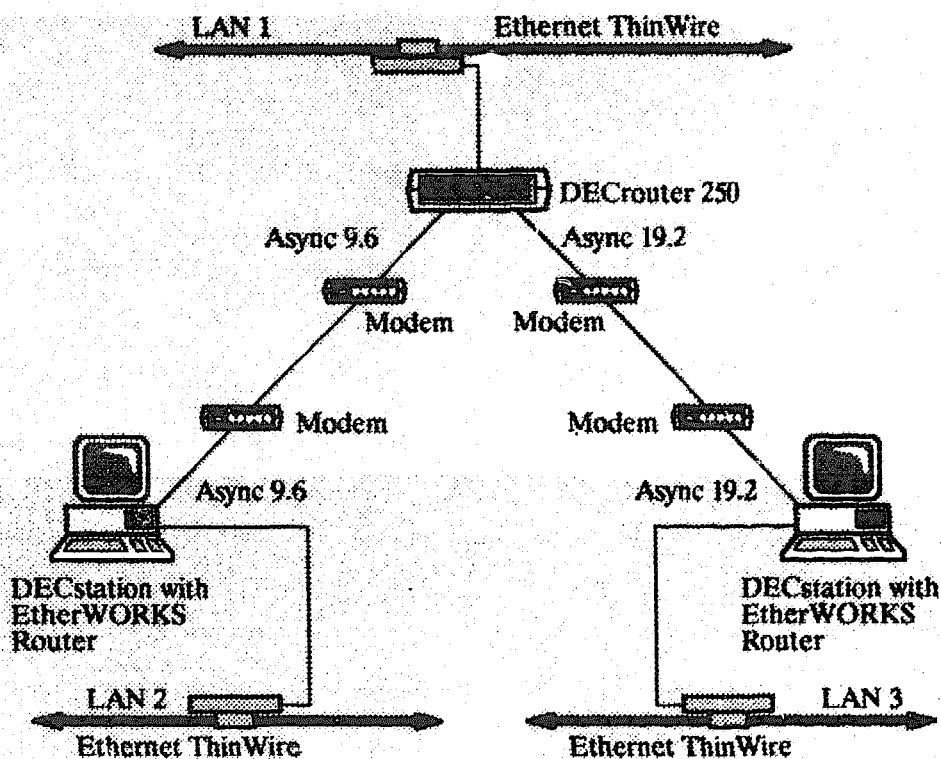 LAN 1
Ethernet ThinWire
DECrouter 250
Async 9.6
Async 19.2
Modem
Modem
Modem
Modem
Async 9.6
Async 19.2
DECstation with
EtherWORKS
Router
DECstation with
EtherWORKS
Router
LAN 2
LAN 3
Ethernet ThinWire
Ethernet ThinWire